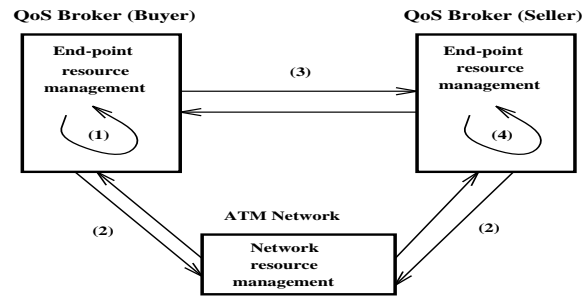 QoS Broker (Buyer)
QoS Broker (Seller)
End-point
resource
management
(1)
(3)
End-point
resource
management
(4)
(2)
(2)
ATM Network
Network
resource
management